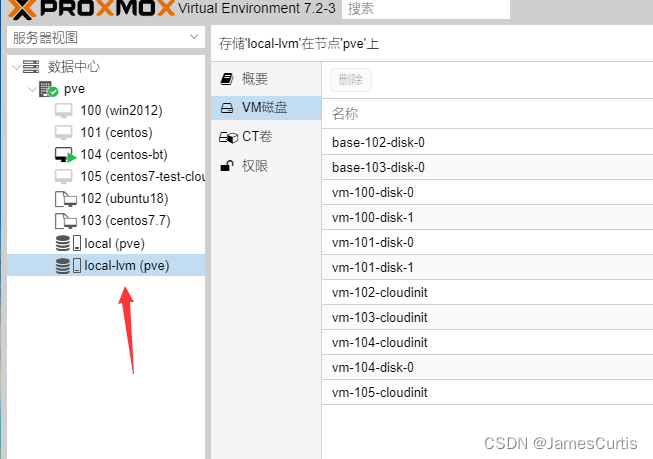 PROXMOX Virtual Environment 7.2-3 搜索
服务器视图
数据中心
pve
100 (win2012)
101 (centos)
104 (centos-bt)
105 (centos7-test-clou
102 (ubuntu18)
103 (centos7.7)
local (pve)
local-lvm (pve)
存储'local-lvm'在节点'pve'上
概要
VM磁盘
CT卷
权限
删除
名称
base-102-disk-0
base-103-disk-0
vm-100-disk-0
vm-100-disk-1
vm-101-disk-0
vm-101-disk-1
vm-102-cloudinit
vm-103-cloudinit
vm-104-cloudinit
vm-104-disk-0
vm-105-cloudinit
CSDN @JamesCurtis